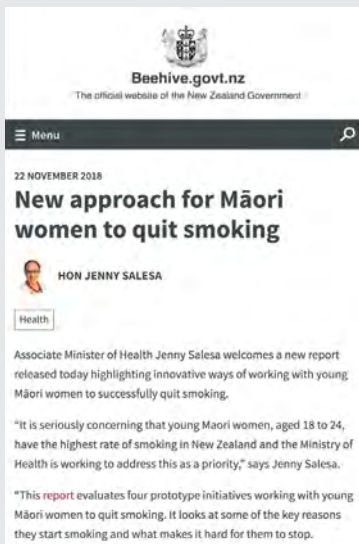 Beehive.govt.nz
The official website of the New Zealand Government
Menu
22 NOVEMBER 2018
New approach for Māori
women to quit smoking
HON JENNY SALESA
Health
Associate Minister of Health Jenny Salesa welcomes a new report
released today highlighting innovative ways of working with young
Māori women to successfully quit smoking.
"It is seriously concerning that young Maori women, aged 18 to 24,
have the highest rate of smoking in New Zealand and the Ministry of
Health is working to address this as a priority," says Jenny Salesa.
"This report evaluates four prototype initiatives working with young
Māori women to quit smoking. It looks at some of the key reasons
they start smoking and what makes it hard for them to stop.